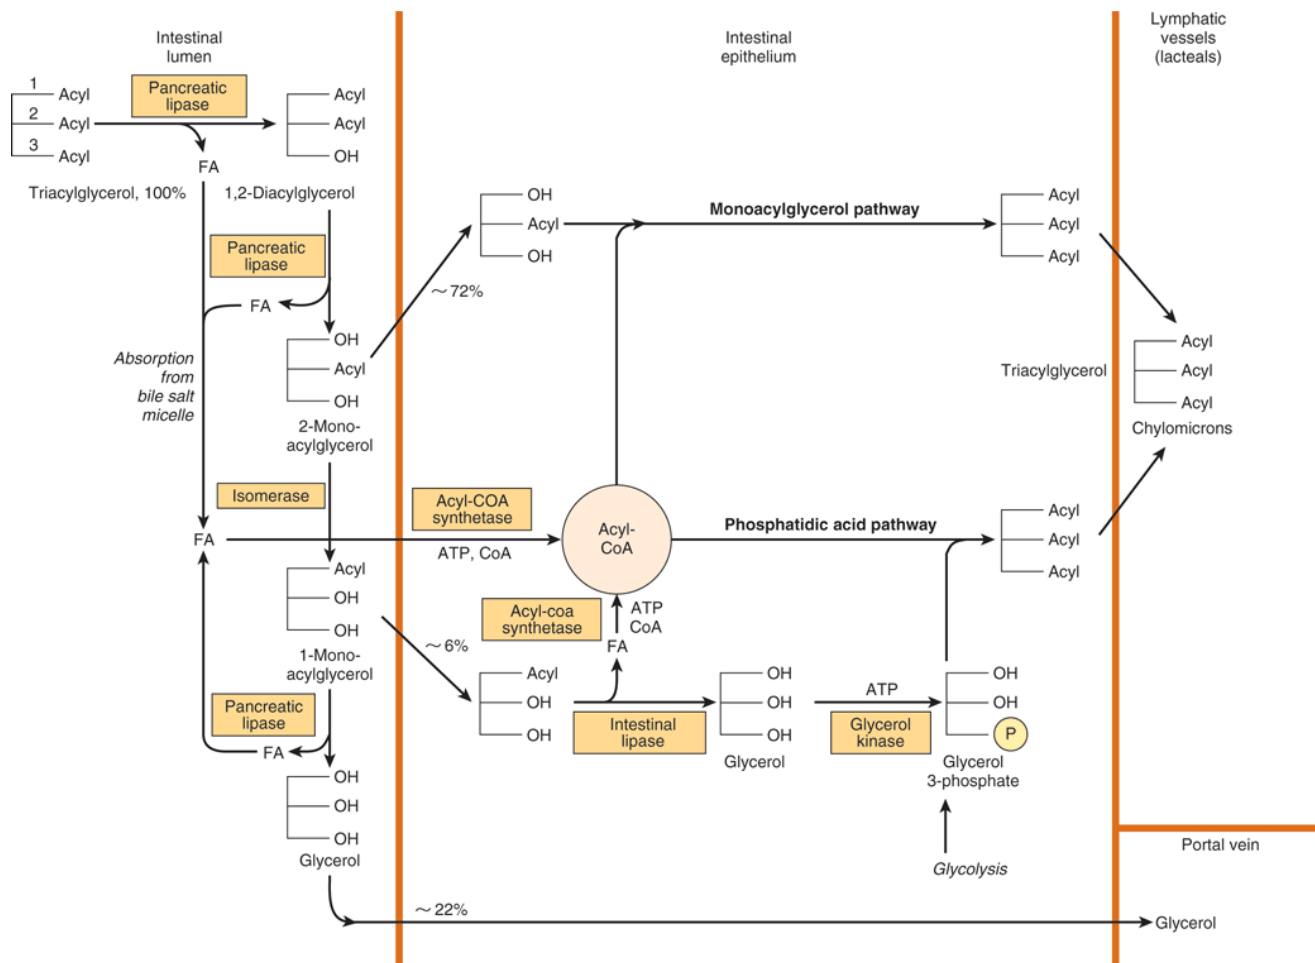 Intestinal
lumen
Intestinal
epithelium
Lymphatic
vessels
(lacteals)
1
Acyl
2
Acyl
3
Acyl
Pancreatic
lipase
FA
Acyl
Acyl
OH
Triacylglycerol, 100%
1,2-Diacylglycerol
Pancreatic
lipase
FA
OH
Acyl
OH
Monoacylglycerol pathway
Acyl
Acyl
Acyl
~72%
Absorption
from
bile salt
micelle
OH
Acyl
OH
2-Mono-
acylglycerol
Triacylglycerol
Acyl
Acyl
Acyl
Chylomicrons
Isomerase
FA
Acyl-COA
synthetase
ATP, CoA
Acyl-
CoA
Phosphatidic acid pathway
Acyl
Acyl
Acyl
Acyl
OH
OH
1-Mono-
acylglycerol
Acyl-coa
synthetase
ATP
CoA
FA
~6%
Acyl
OH
OH
Intestinal
lipase
OH
OH
OH
Glycerol
ATP
Glycerol
kinase
OH
OH
P
Glycerol
3-phosphate
Glycolysis
Pancreatic
lipase
FA
OH
OH
OH
Glycerol
~22%
Portal vein
Glycerol